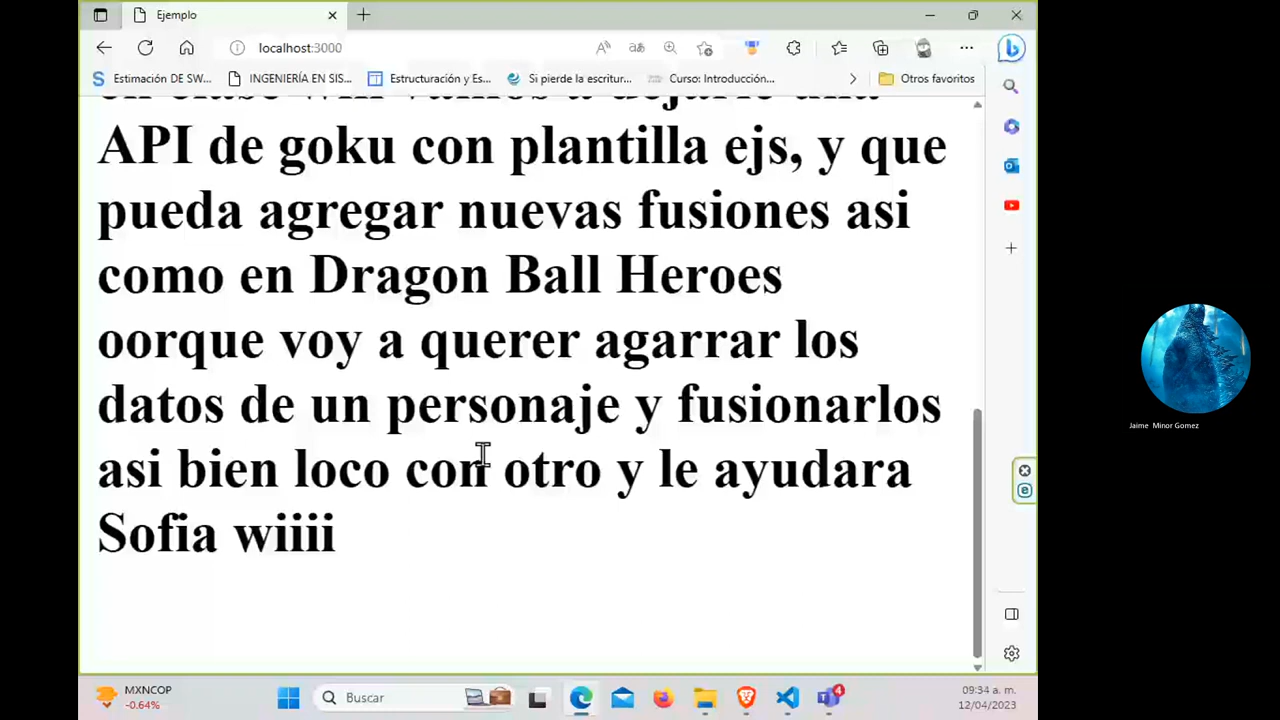 Ejemplo
localhost:3000
Estimación DE SW...
INGENIERÍA EN SIS...
Estructuración y Es...
Si pierde la escritur...
Curso: Introducción...
Otros favoritos
API de goku con plantilla ejs, y que
pueda agregar nuevas fusiones asi
como en Dragon Ball Heroes
oorque voy a querer agarrar los
datos de un personaje y fusionarlos
asi bien loco con otro y le ayudara
Sofia wiiii
Jaime Minor Gomez
MXNCOP
-0.64%
Buscar
4
09:34 a. m.
12/04/2023